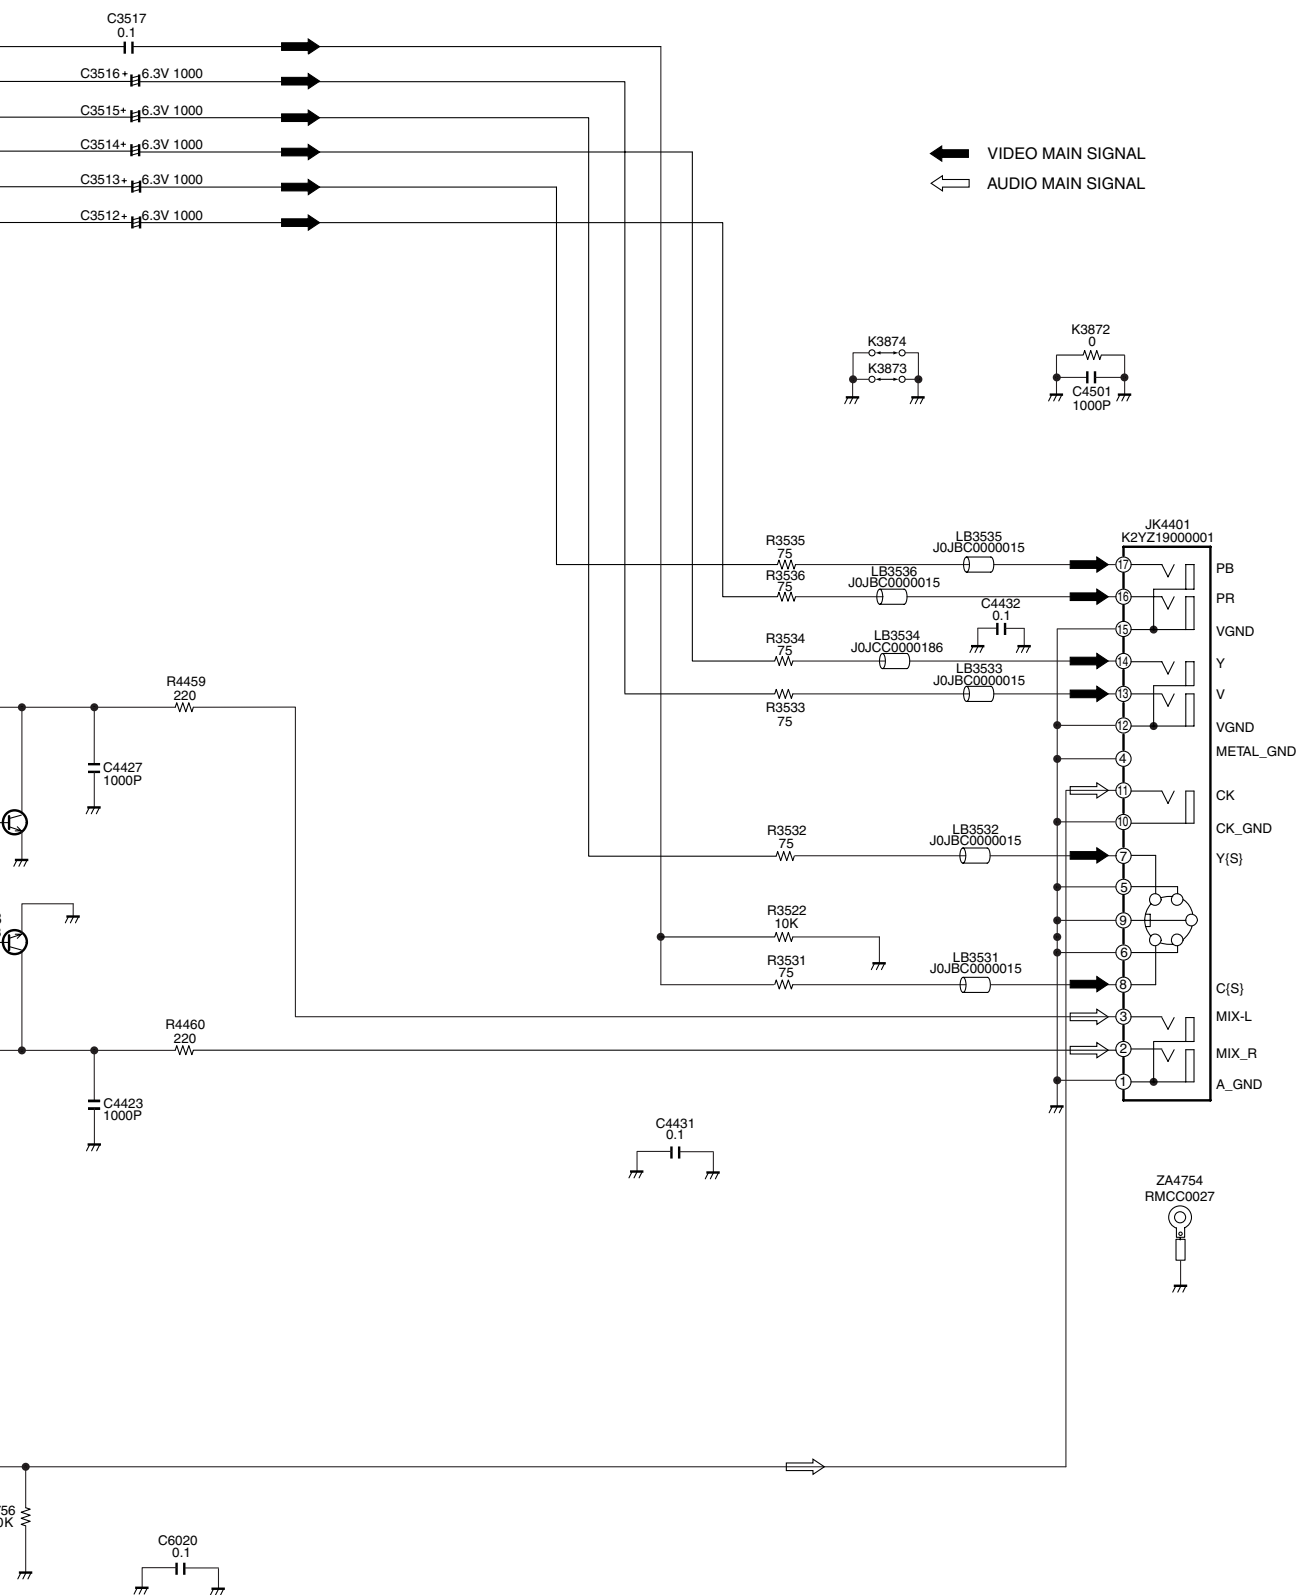 C3517
0.1
C3516+ 6.3V 1000
C3515+ 6.3V 1000
C3514+ 6.3V 1000
C3513+ 6.3V 1000
C3512+ 6.3V 1000
VIDEO MAIN SIGNAL
AUDIO MAIN SIGNAL
K3874
K3873
K3872
0
C4501
1000P
JK4401
K2YZ19000001
R3535
75
LB3535
J0JBC0000015
17
PB
R3536
75
LB3536
J0JBC0000015
16
PR
C4432
0.1
15
VGND
R3534
75
LB3534
J0JCC0000186
14
Y
LB3533
J0JBC0000015
13
V
R3533
75
12
VGND
4
METAL_GND
11
CK
10
CK_GND
R3532
75
LB3532
J0JBC0000015
7
Y{S}
5
9
6
R3522
10K
R3531
75
LB3531
J0JBC0000015
8
C{S}
3
MIX-L
2
MIX_R
1
A_GND
R4459
220
C4427
1000P
R4460
220
C4423
1000P
C4431
0.1
ZA4754
RMCC0027
56
K
C6020
0.1